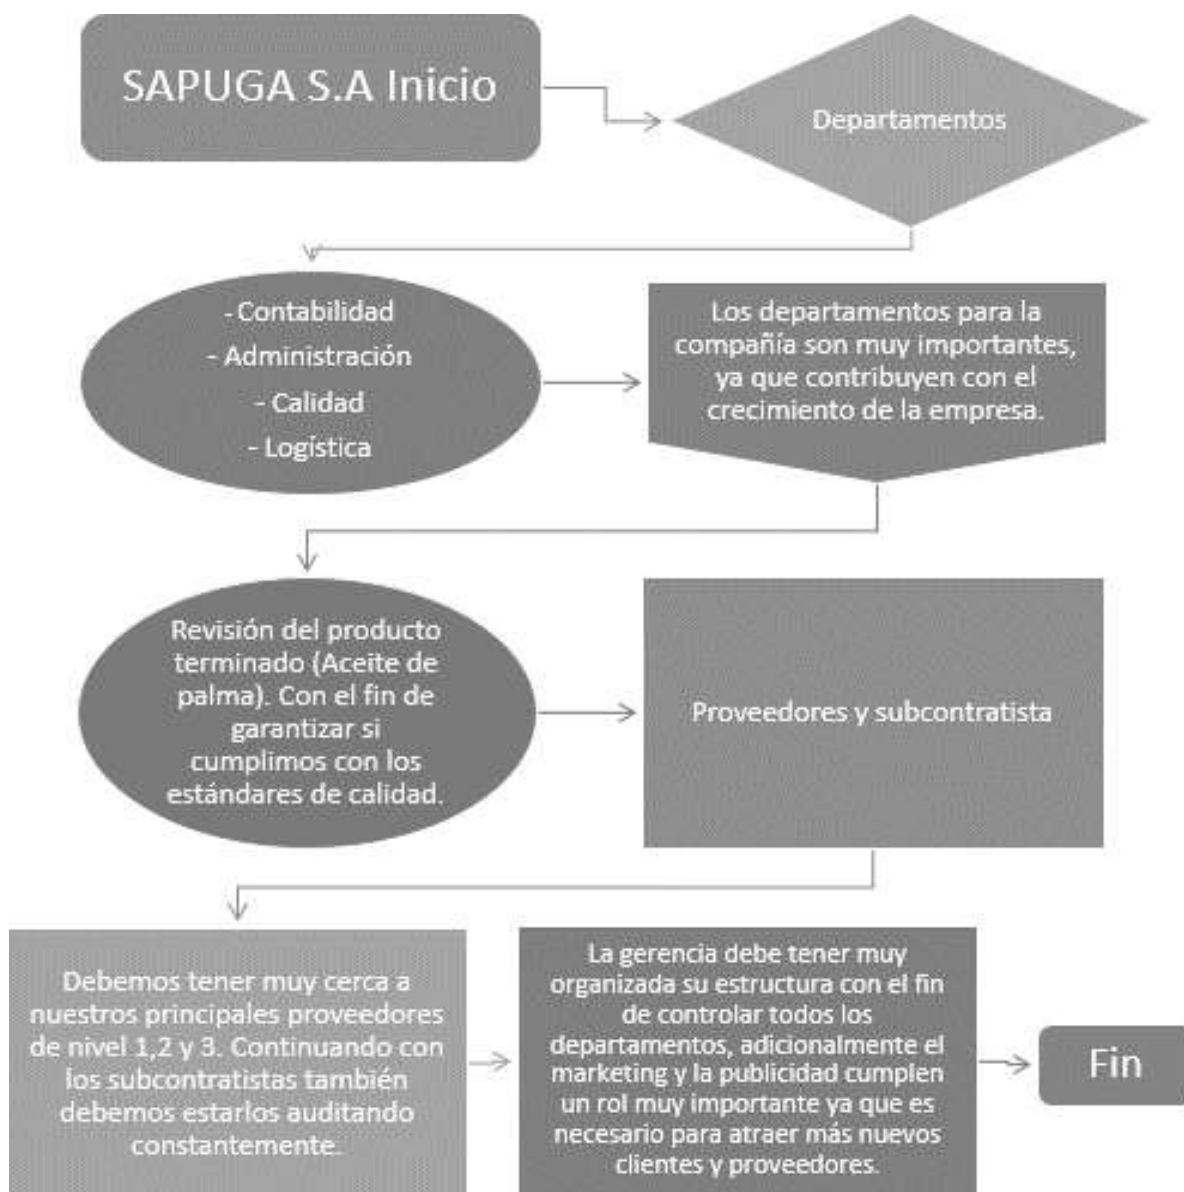 SAPUGA S.A Inicio
Departamentos
- Contabilidad
- Administración
- Calidad
- Logística
Los departamentos para la
compañía son muy importantes,
ya que contribuyen con el
crecimiento de la empresa.
Revisión del producto
terminado (Aceite de
palma). Con el fin de
garantizar si
cumplimos con los
estándares de calidad.
Proveedores y subcontratista
Debemos tener muy cerca a
nuestros principales proveedores
de nivel 1,2 y 3. Continuando con
los subcontratistas también
debemos estarlos auditando
constantemente.
La gerencia debe tener muy
organizada su estructura con el fin
de controlar todos los
departamentos, adicionalmente el
marketing y la publicidad cumplen
un rol muy importante ya que es
necesario para atraer más nuevos
clientes y proveedores.
Fin